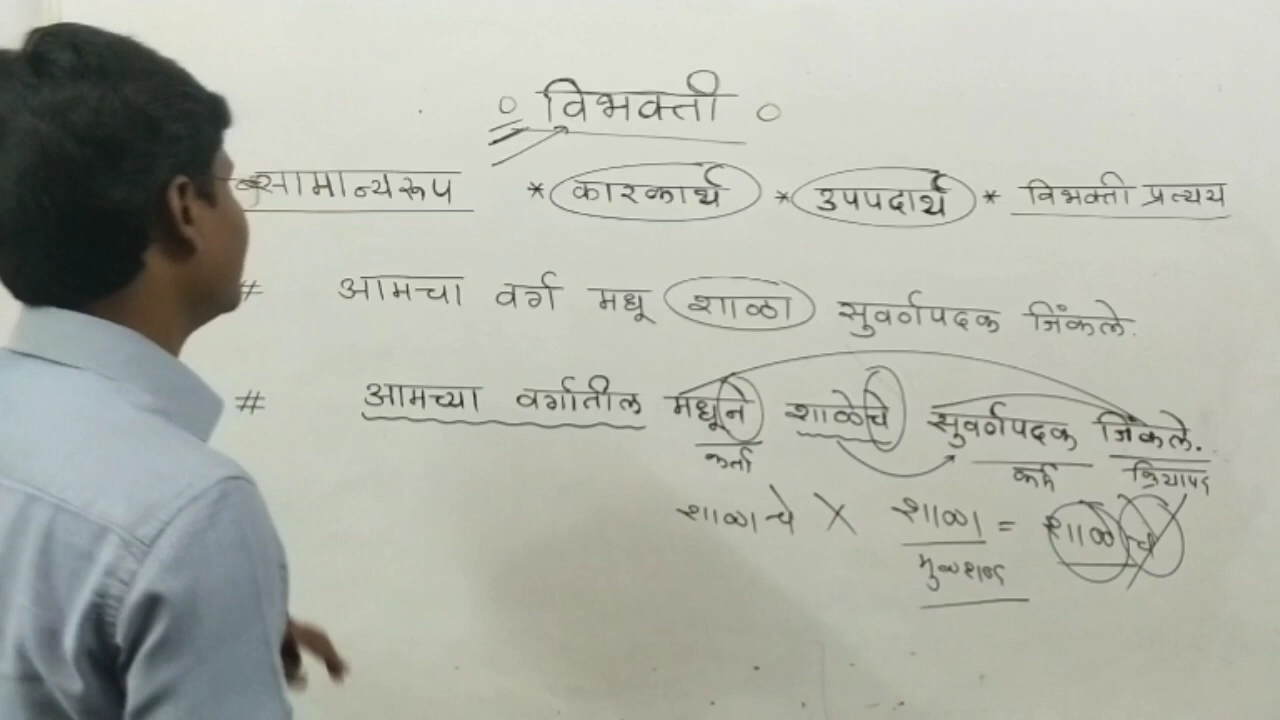 विभक्ती
सामान्यरूप * कारकार्थ * उपपदार्थ * विभक्ती प्रत्यय
# आमचा वर्ग मधू शाळा सुवर्णपदक जिंकले.
# आमच्या वर्गातील मधूने शाळेचे सुवर्णपदक जिंकले.
कर्ता कर्म क्रियापद
शाळाचे X शाळा = शाळेचे
मुळशब्द